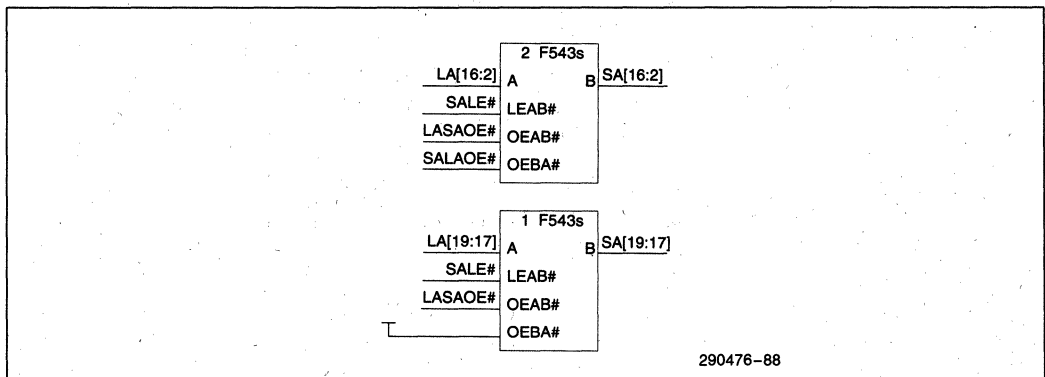 2 F543s
LA[16:2] A B SA[16:2]
SALE# LEAB#
LASAOE# OEAB#
SALAOE# OEBA#
1 F543s
LA[19:17] A B SA[19:17]
SALE# LEAB#
LASAOE# OEAB#
OEBA#
290476-88